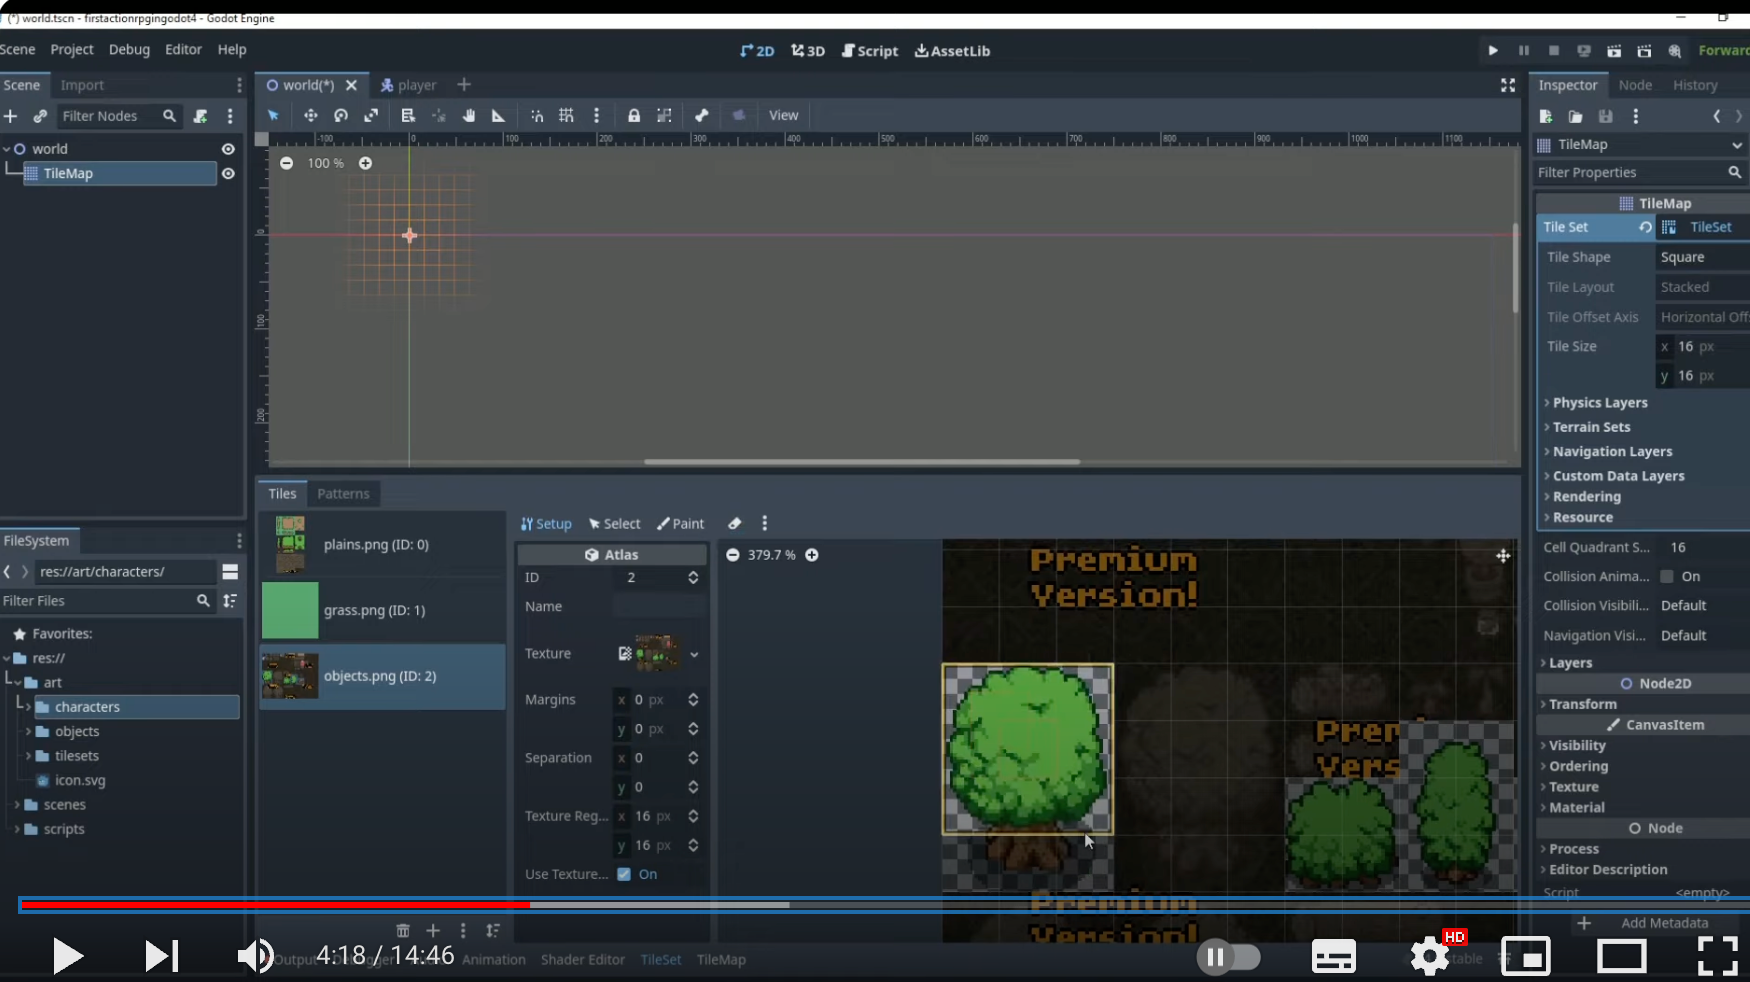 (*) world.tscn - firstactionrpgingodot4 - Godot Engine
Scene Project Debug Editor Help
2D 3D Script AssetLib
Forward
Scene Import
world(*) player
Inspector Node History
Filter Nodes
View
TileMap
world
TileMap
-100 0 100 200 300 400 500 600 700 800 900 1000 1100
100 %
0
100
200
Filter Properties
TileMap
Tile Set TileSet
Tile Shape Square
Tile Layout Stacked
Tile Offset Axis Horizontal Off
Tile Size x 16 px
y 16 px
Physics Layers
Terrain Sets
Navigation Layers
Custom Data Layers
Rendering
Resource
Cell Quadrant S... 16
Collision Anima... On
Collision Visibili... Default
Navigation Visi... Default
Layers
Node2D
Transform
CanvasItem
Visibility
Ordering
Texture
Material
Node
Process
Editor Description
Script <empty>
Add Metadata
Tiles Patterns
plains.png (ID: 0)
grass.png (ID: 1)
objects.png (ID: 2)
Setup Select Paint
Atlas
ID 2
Name
Texture
Margins x 0 px
y 0 px
Separation x 0
y 0
Texture Reg... x 16 px
y 16 px
Use Texture... On
379.7 %
Premium
Version!
Prem
Vers
Premium
Version!
FileSystem
res://art/characters/
Filter Files
Favorites:
res://
art
characters
objects
tilesets
icon.svg
scenes
scripts
Output Debugger Animation Shader Editor TileSet TileMap
stable
4:18 / 14:46
HD